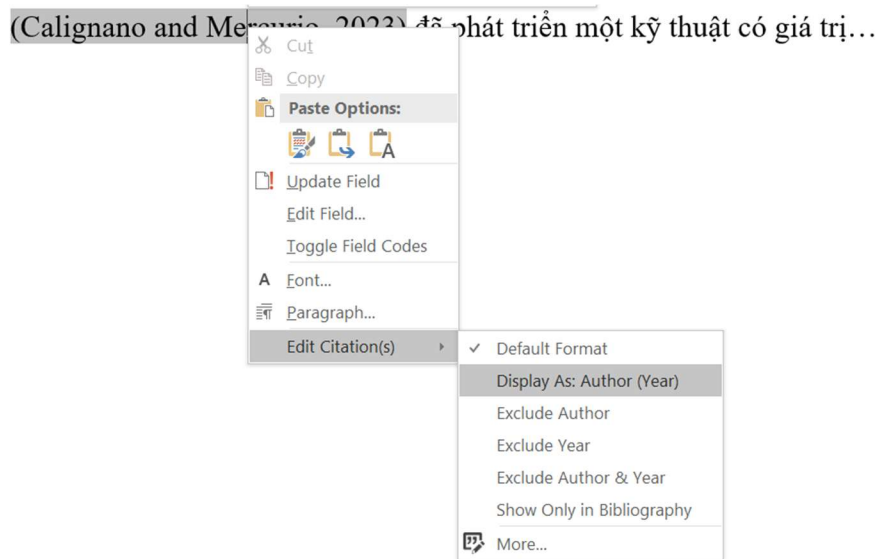 (Calignano and Mercurio, 2023) đã phát triển một kỹ thuật có giá trị…
Cut
Copy
Paste Options:
Update Field
Edit Field...
Toggle Field Codes
Font...
Paragraph...
Edit Citation(s)
Default Format
Display As: Author (Year)
Exclude Author
Exclude Year
Exclude Author & Year
Show Only in Bibliography
More...